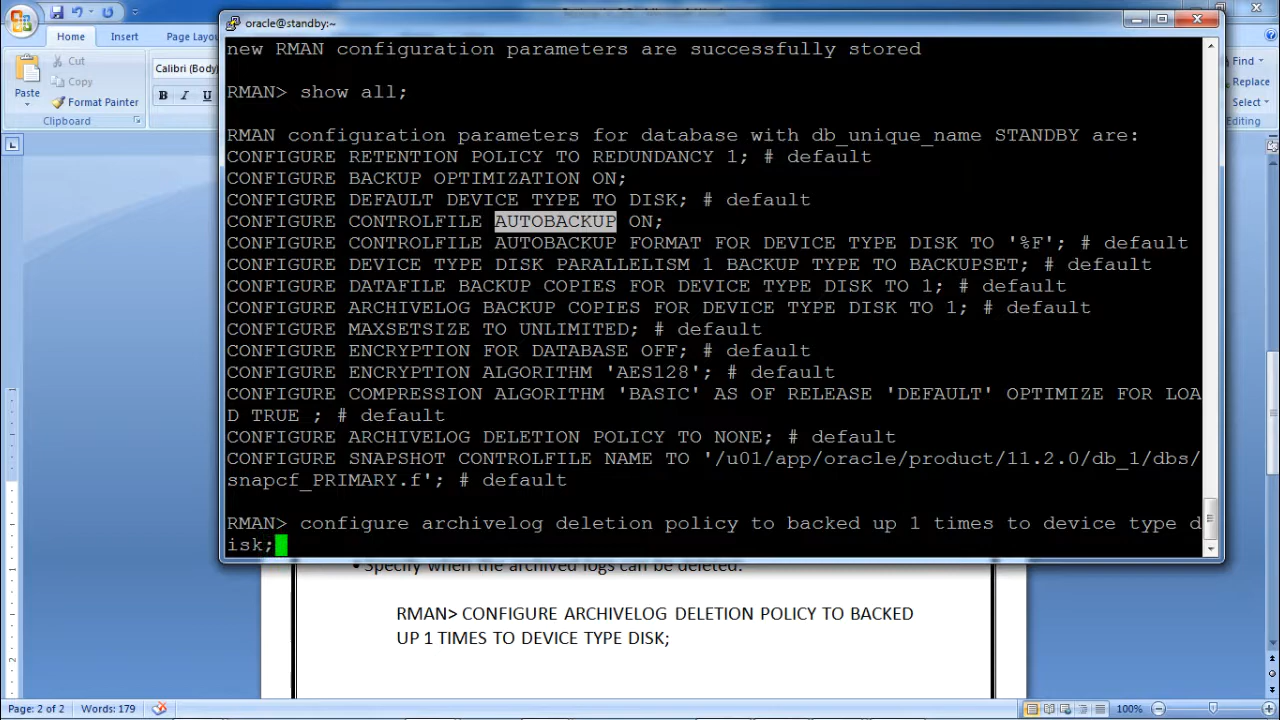 oracle@standby:~
Home Insert Page Layou
Cut
Copy
Format Painter
Paste
Clipboard
Calibri (Body)
B I U
Find
Replace
Select
Editing
new RMAN configuration parameters are successfully stored
RMAN> show all;
RMAN configuration parameters for database with db_unique_name STANDBY are:
CONFIGURE RETENTION POLICY TO REDUNDANCY 1; # default
CONFIGURE BACKUP OPTIMIZATION ON;
CONFIGURE DEFAULT DEVICE TYPE TO DISK; # default
CONFIGURE CONTROLFILE AUTOBACKUP ON;
CONFIGURE CONTROLFILE AUTOBACKUP FORMAT FOR DEVICE TYPE DISK TO '%F'; # default
CONFIGURE DEVICE TYPE DISK PARALLELISM 1 BACKUP TYPE TO BACKUPSET; # default
CONFIGURE DATAFILE BACKUP COPIES FOR DEVICE TYPE DISK TO 1; # default
CONFIGURE ARCHIVELOG BACKUP COPIES FOR DEVICE TYPE DISK TO 1; # default
CONFIGURE MAXSETSIZE TO UNLIMITED; # default
CONFIGURE ENCRYPTION FOR DATABASE OFF; # default
CONFIGURE ENCRYPTION ALGORITHM 'AES128'; # default
CONFIGURE COMPRESSION ALGORITHM 'BASIC' AS OF RELEASE 'DEFAULT' OPTIMIZE FOR LOA
D TRUE ; # default
CONFIGURE ARCHIVELOG DELETION POLICY TO NONE; # default
CONFIGURE SNAPSHOT CONTROLFILE NAME TO '/u01/app/oracle/product/11.2.0/db_1/dbs/
snapcf_PRIMARY.f'; # default
RMAN> configure archivelog deletion policy to backed up 1 times to device type d
isk;
• Specify when the archived logs can be deleted:
RMAN> CONFIGURE ARCHIVELOG DELETION POLICY TO BACKED
UP 1 TIMES TO DEVICE TYPE DISK;
Page: 2 of 2 Words: 179 100%